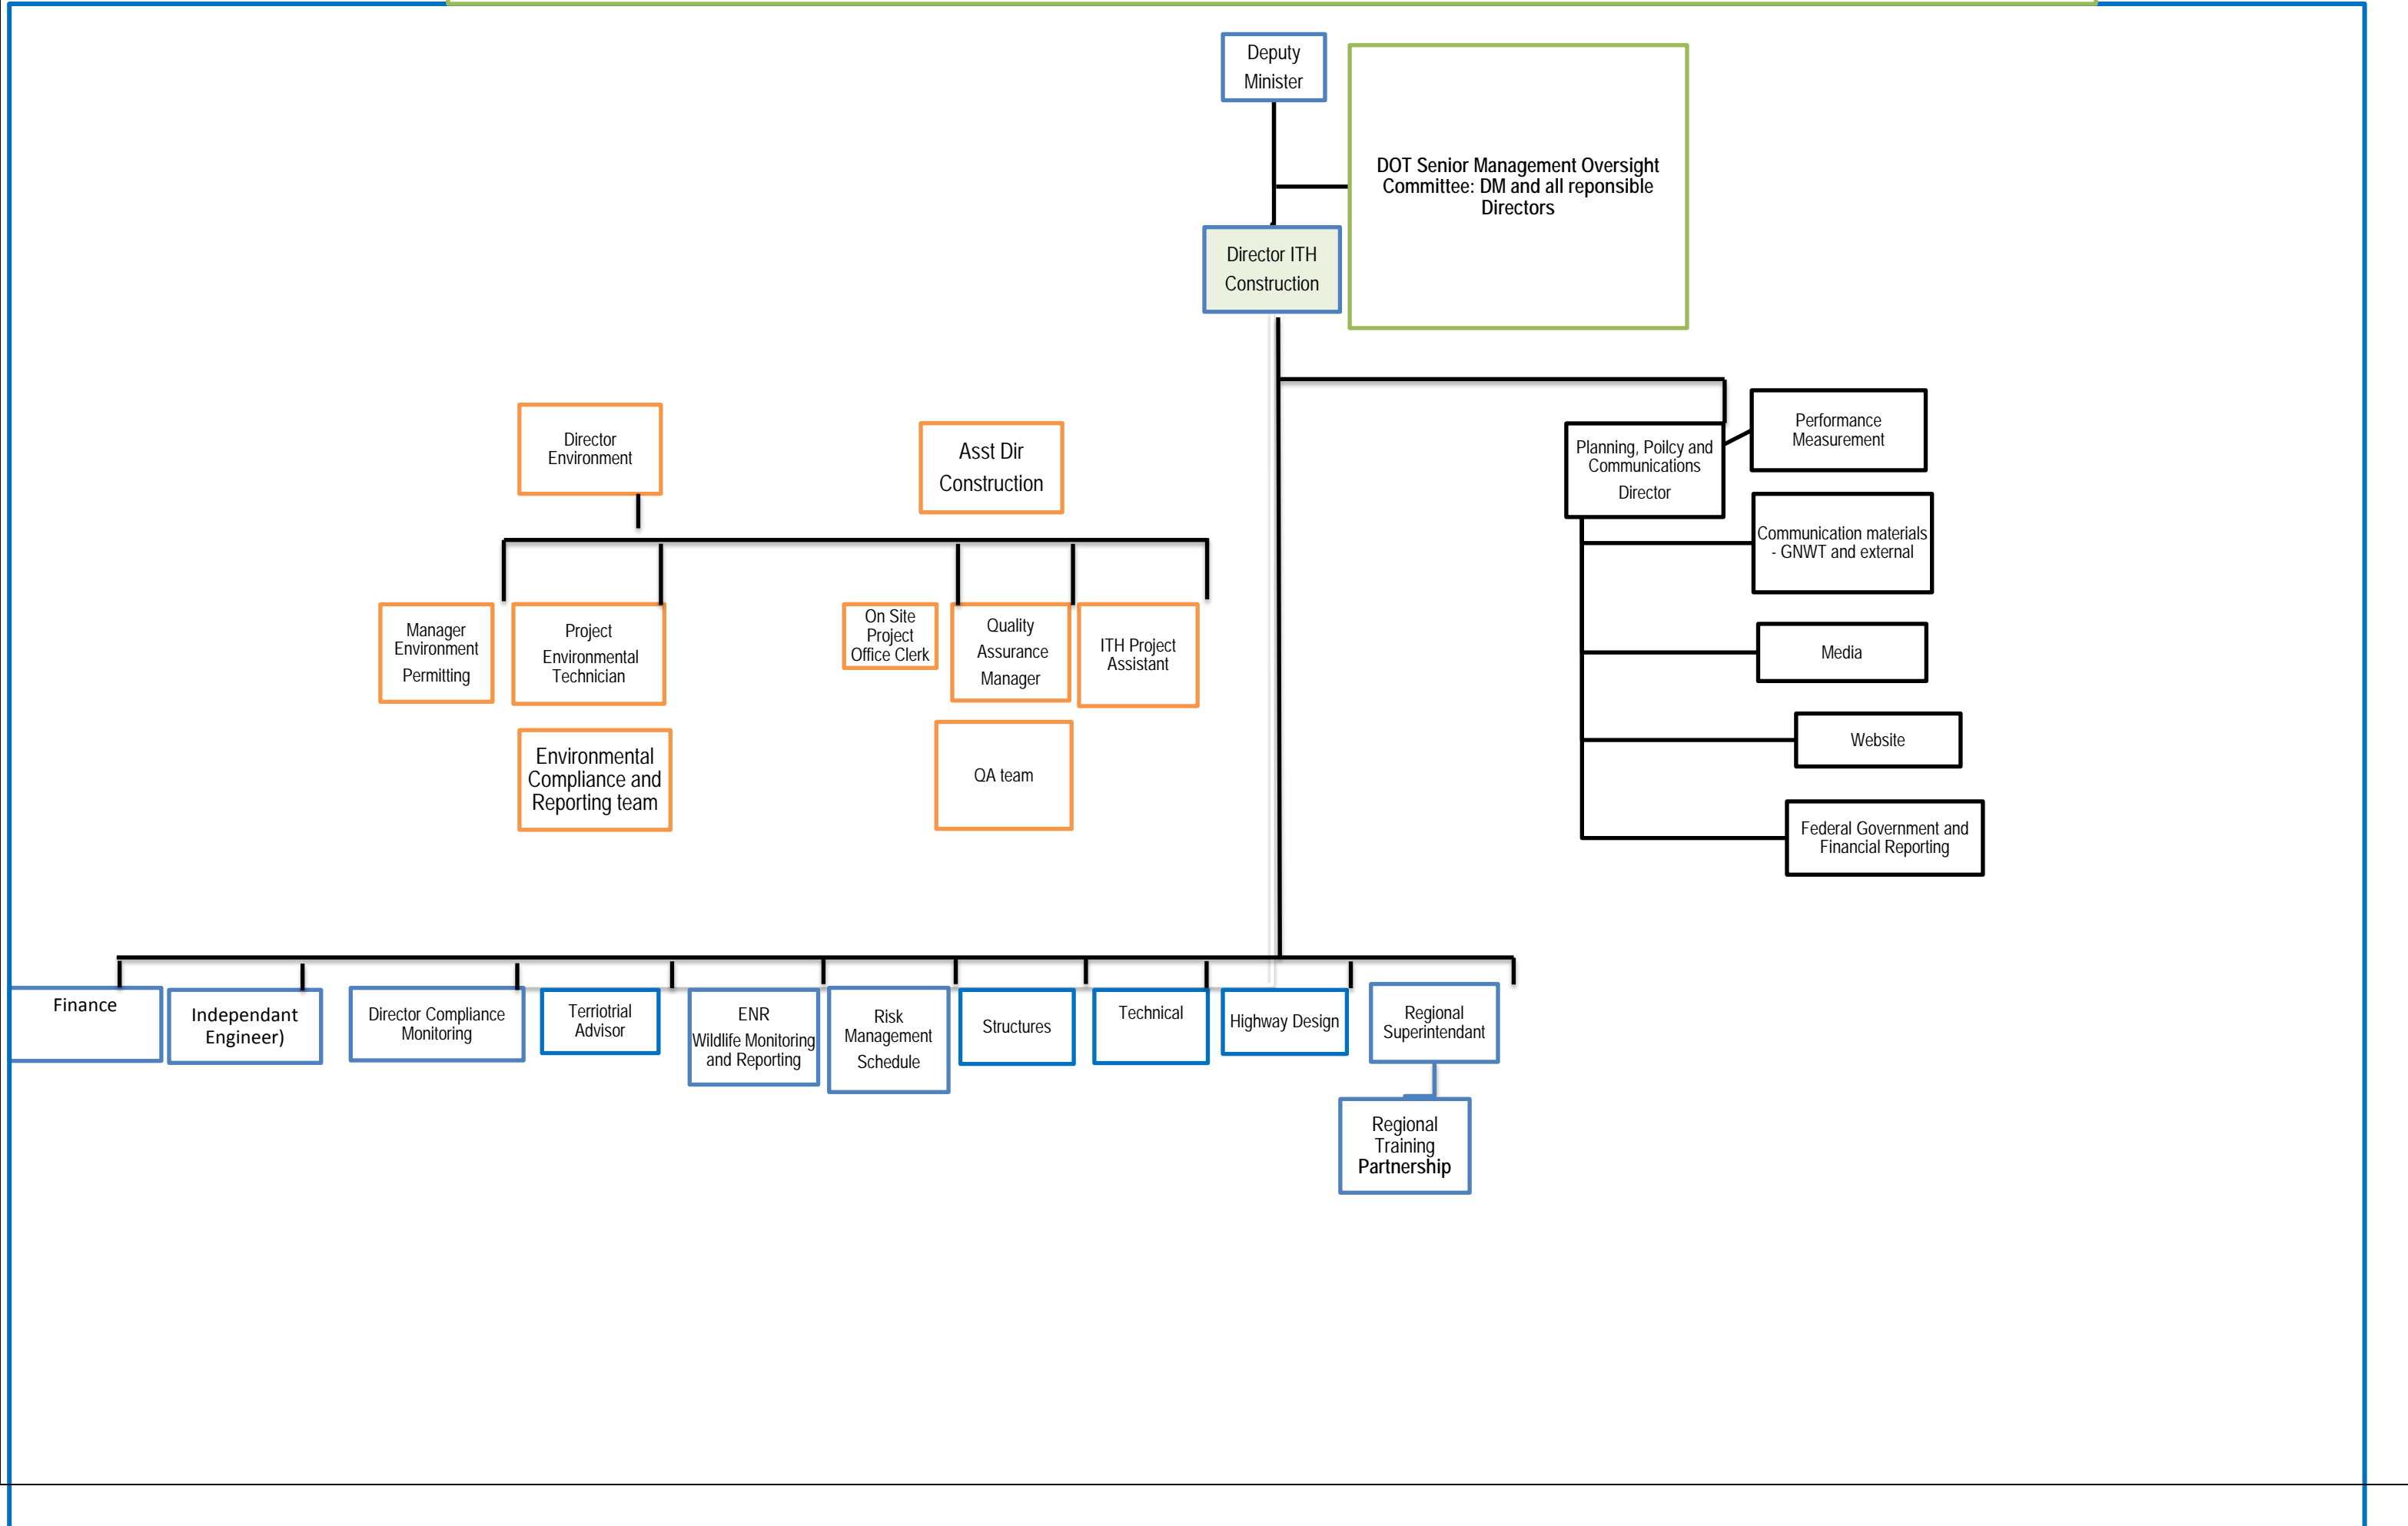 Deputy
Minister
DOT Senior Management Oversight
Committee: DM and all reponsible
Directors
Director ITH
Construction
Director
Environment
Asst Dir
Construction
Planning, Poilcy and
Communications
Director
Performance
Measurement
Communication materials
- GNWT and external
Manager
Environment
Permitting
Project
Environmental
Technician
On Site
Project
Office Clerk
Quality
Assurance
Manager
ITH Project
Assistant
Media
Environmental
Compliance and
Reporting team
QA team
Website
Federal Government and
Financial Reporting
Finance
Independant
Engineer)
Director Compliance
Monitoring
Terriotrial
Advisor
ENR
Wildlife Monitoring
and Reporting
Risk
Management
Schedule
Structures
Technical
Highway Design
Regional
Superintendant
Regional
Training
Partnership